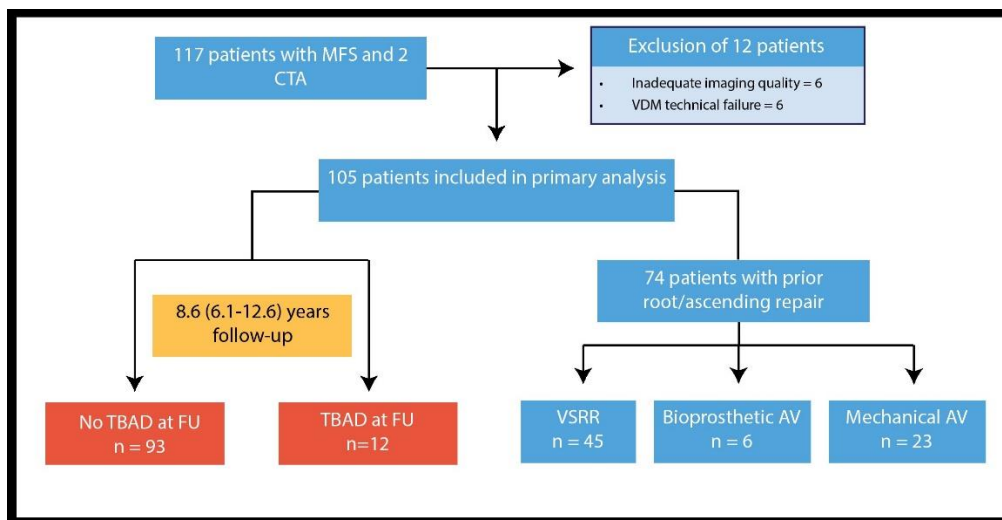 117 patients with MFS and 2
CTA
Exclusion of 12 patients
• Inadequate imaging quality = 6
• VDM technical failure = 6
105 patients included in primary analysis
8.6 (6.1-12.6) years
follow-up
74 patients with prior
root/ascending repair
No TBAD at FU
n = 93
TBAD at FU
n=12
VSRR
n = 45
Bioprosthetic AV
n = 6
Mechanical AV
n = 23